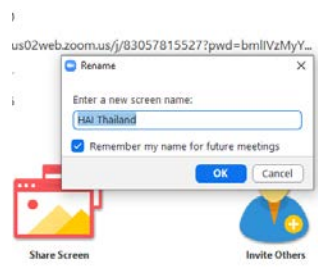 us02web.zoom.us/j/83057815527?pwd=bmlIVzMyY...
Rename
Enter a new screen name:
HAI Thailand
Remember my name for future meetings
OK
Cancel
Share Screen
Invite Others